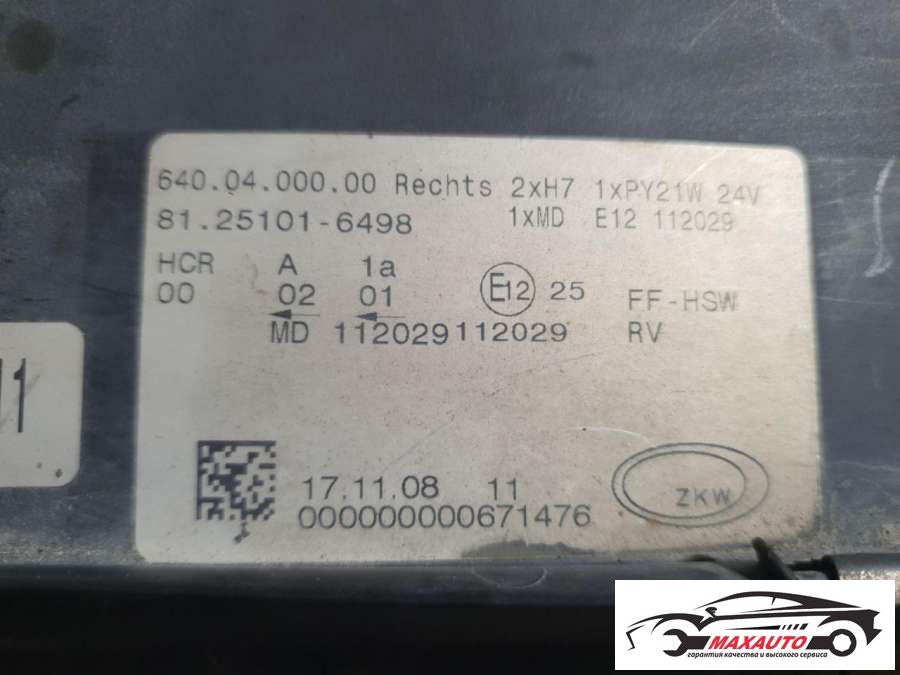 640.04.000.00 Rechts 2xH7 1xPY21W 24V
81.25101-6498 1xMD E12 112029
HCR A 1a
00 02 01 E12 25 FF-HSW
MD 112029112029 RV
11
17.11.08 11
000000000671476
ZKW
MAXAUTO
гарантия качества и высокого сервиса